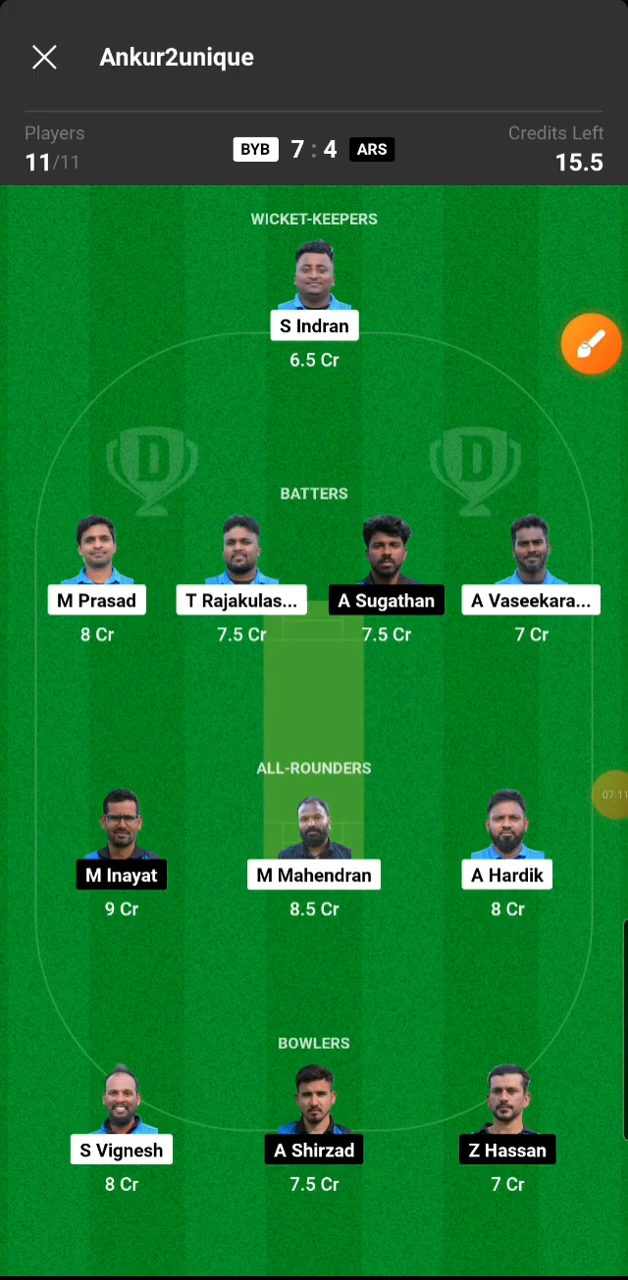 Ankur2unique
Players
Credits Left
11/11
BYB 7 : 4 ARS
15.5
WICKET-KEEPERS
S Indran
6.5 Cr
D D
BATTERS
M Prasad T Rajakulas... A Sugathan A Vaseekara...
8 Cr 7.5 Cr 7.5 Cr 7 Cr
ALL-ROUNDERS
07:11
M Inayat M Mahendran A Hardik
9 Cr 8.5 Cr 8 Cr
BOWLERS
S Vignesh A Shirzad Z Hassan
8 Cr 7.5 Cr 7 Cr